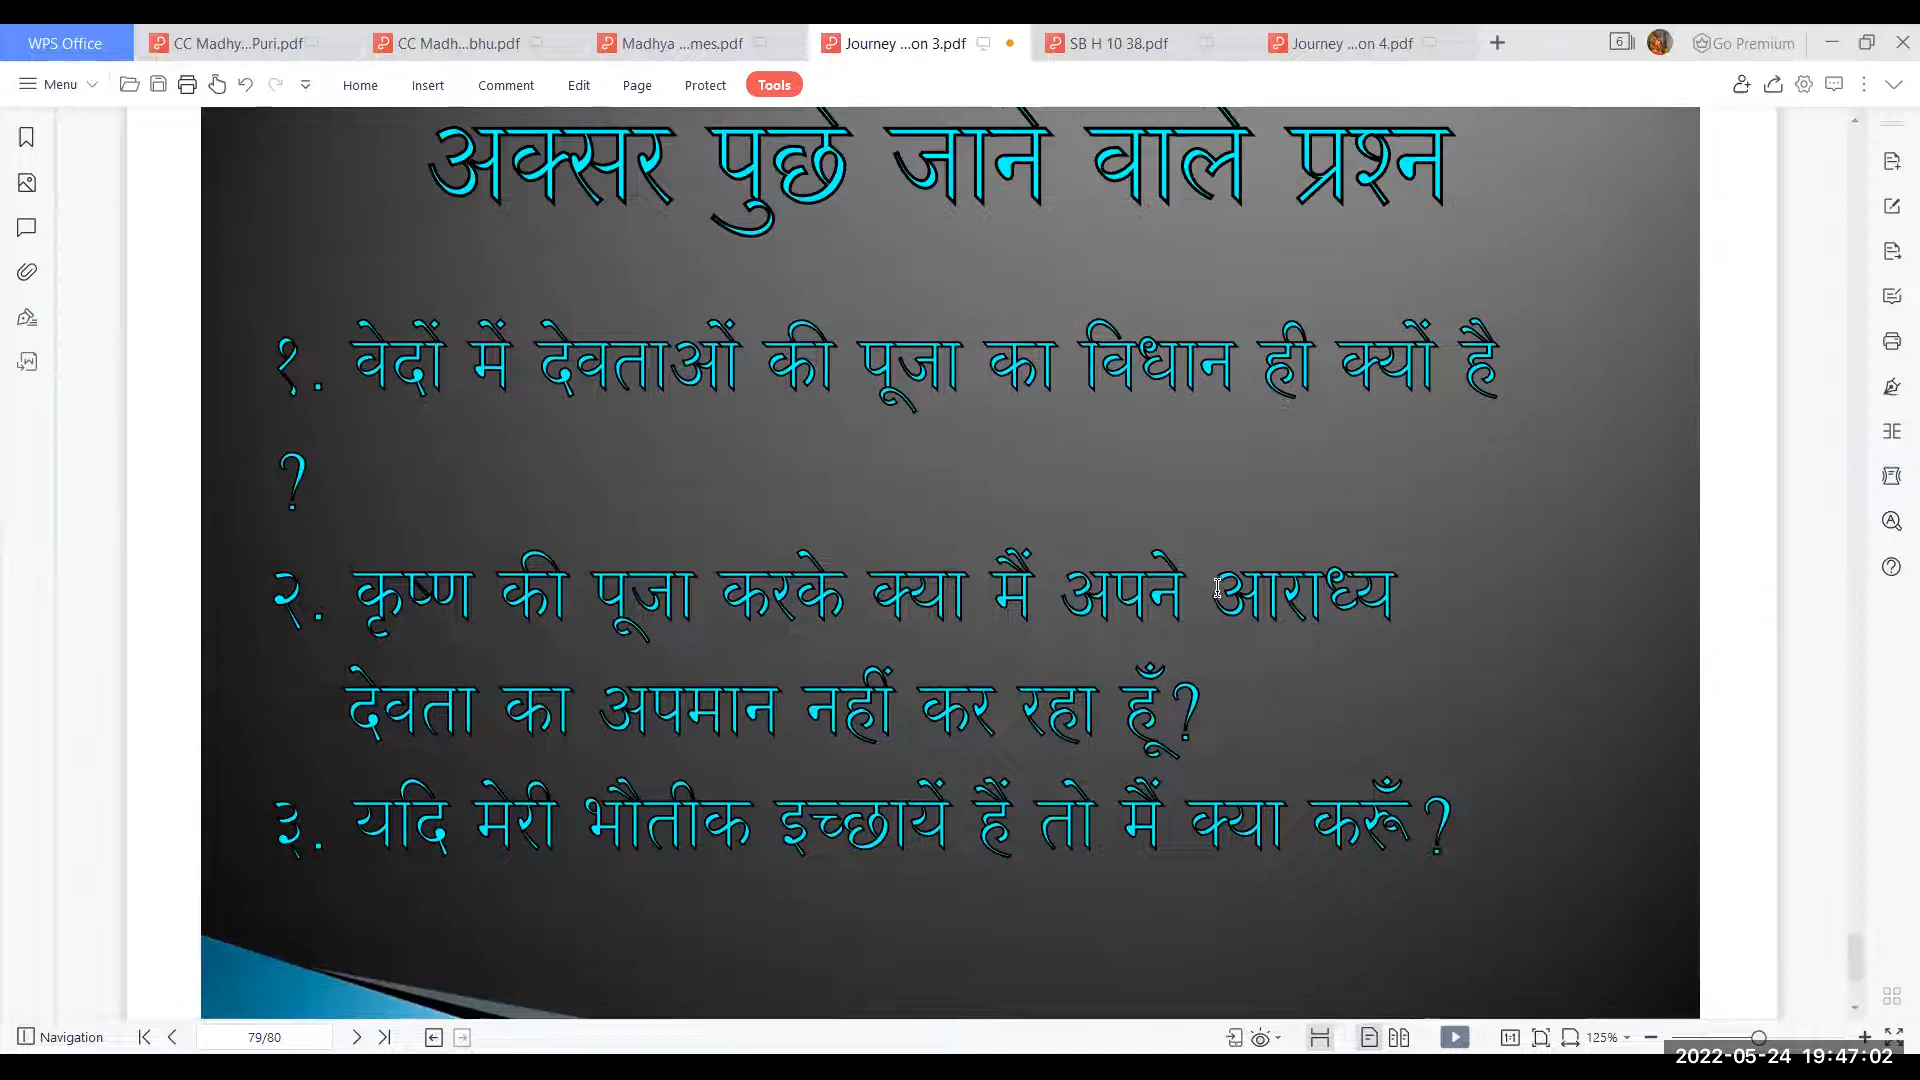 WPS Office
CC Madhy...Puri.pdf
CC Madh...bhu.pdf
Madhya ...mes.pdf
Journey ...on 3.pdf
SB H 10 38.pdf
Journey ...on 4.pdf
6
Go Premium
Menu
Home
Insert
Comment
Edit
Page
Protect
Tools
अक्सर पुछे जाने वाले प्रश्न
१. वेदों में देवताओं की पूजा का विधान ही क्यों है
?
२. कृष्ण की पूजा करके क्या मैं अपने आराध्य
देवता का अपमान नहीं कर रहा हूँ?
३. यदि मेरी भौतीक इच्छायें हैं तो मैं क्या करूँ?
Navigation
79/80
1:1
125%
2022-05-24 19:47:02